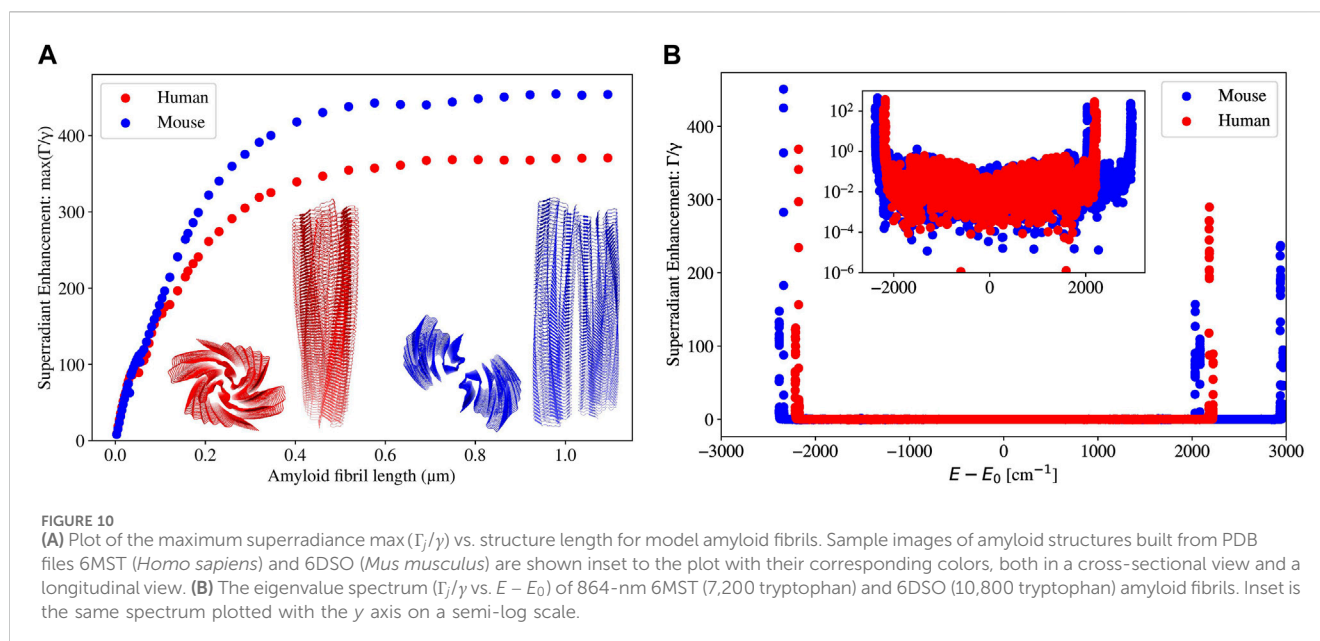 A
Human
Mouse
Superradiant Enhancement: max(Γ/γ)
400
300
200
100
0
0.0 0.2 0.4 0.6 0.8 1.0
Amyloid fibril length (μm)
B
Mouse
Human
Superradiant Enhancement: Γ/γ
400
300
200
100
0
10² 10⁰ 10⁻² 10⁻⁴ 10⁻⁶
−2000 0 2000
−3000 −2000 −1000 0 1000 2000 3000
E − E₀ [cm⁻¹]
FIGURE 10
(A) Plot of the maximum superradiance max (Γⱼ/γ) vs. structure length for model amyloid fibrils. Sample images of amyloid structures built from PDB
files 6MST (Homo sapiens) and 6DSO (Mus musculus) are shown inset to the plot with their corresponding colors, both in a cross-sectional view and a
longitudinal view. (B) The eigenvalue spectrum (Γⱼ/γ vs. E − E₀) of 864-nm 6MST (7,200 tryptophan) and 6DSO (10,800 tryptophan) amyloid fibrils. Inset is
the same spectrum plotted with the y axis on a semi-log scale.